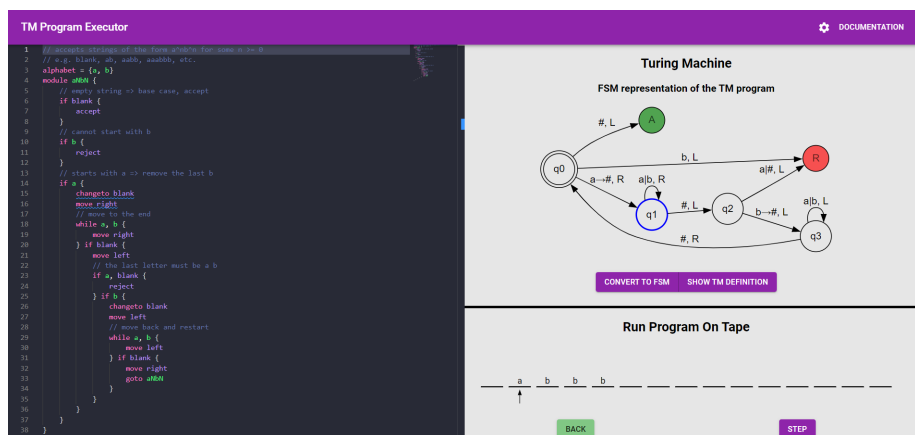 TM Program Executor
DOCUMENTATION
1 // accepts strings of the form a^nb^n for some n >= 0
2 // e.g. blank, ab, aabb, aaabbb, etc.
3 alphabet = {a, b}
4 module aNbN {
5 // empty string => base case, accept
6 if blank {
7 accept
8 }
9 // cannot start with b
10 if b {
11 reject
12 }
13 // starts with a => remove the last b
14 if a {
15 changeto blank
16 move right
17 // move to the end
18 while a, b {
19 move right
20 } if blank {
21 move left
22 // the last letter must be a b
23 if a, blank {
24 reject
25 } if b {
26 changeto blank
27 move left
28 // move back and restart
29 while a, b {
30 move left
31 } if blank {
32 move right
33 goto aNbN
34 }
35 }
36 }
37 }
38 }
Turing Machine
FSM representation of the TM program
#, L
A
b, L
R
q0
a→#, R
a|b, R
a|#, L
q1
#, L
q2
b→#, L
a|b, L
q3
#, R
CONVERT TO FSM
SHOW TM DEFINITION
Run Program On Tape
a b b b
BACK
STEP